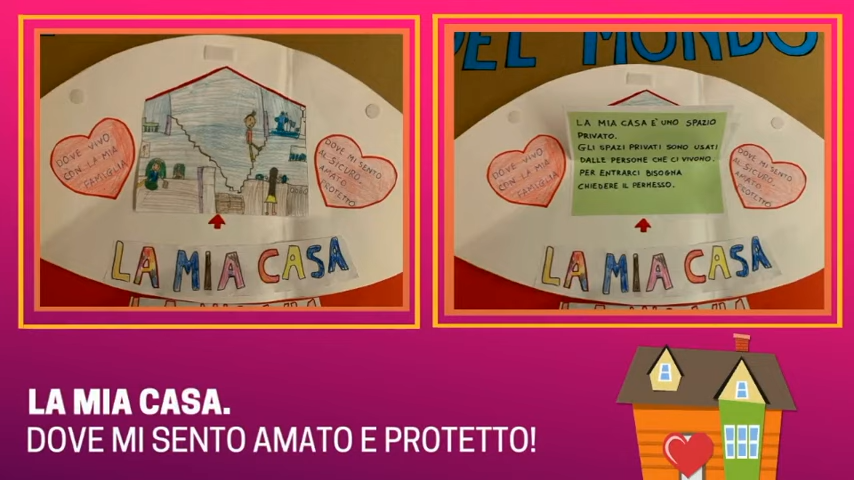 DOVE VIVO
CON LA MIA
FAMIGLIA
DOVE MI SENTO
AL SICURO,
AMATO
PROTETTO
LA MIA CASA
DEL MONDO
LA MIA CASA E' UNO SPAZIO
PRIVATO.
GLI SPAZI PRIVATI SONO USATI
DALLE PERSONE CHE CI VIVONO.
PER ENTRARCI BISOGNA
CHIEDERE IL PERMESSO.
DOVE VIVO
CON LA MIA
FAMIGLIA
DOVE MI SENTO
AL SICURO,
AMATO
PROTETTO
LA MIA CASA
LA MIA CASA.
DOVE MI SENTO AMATO E PROTETTO!